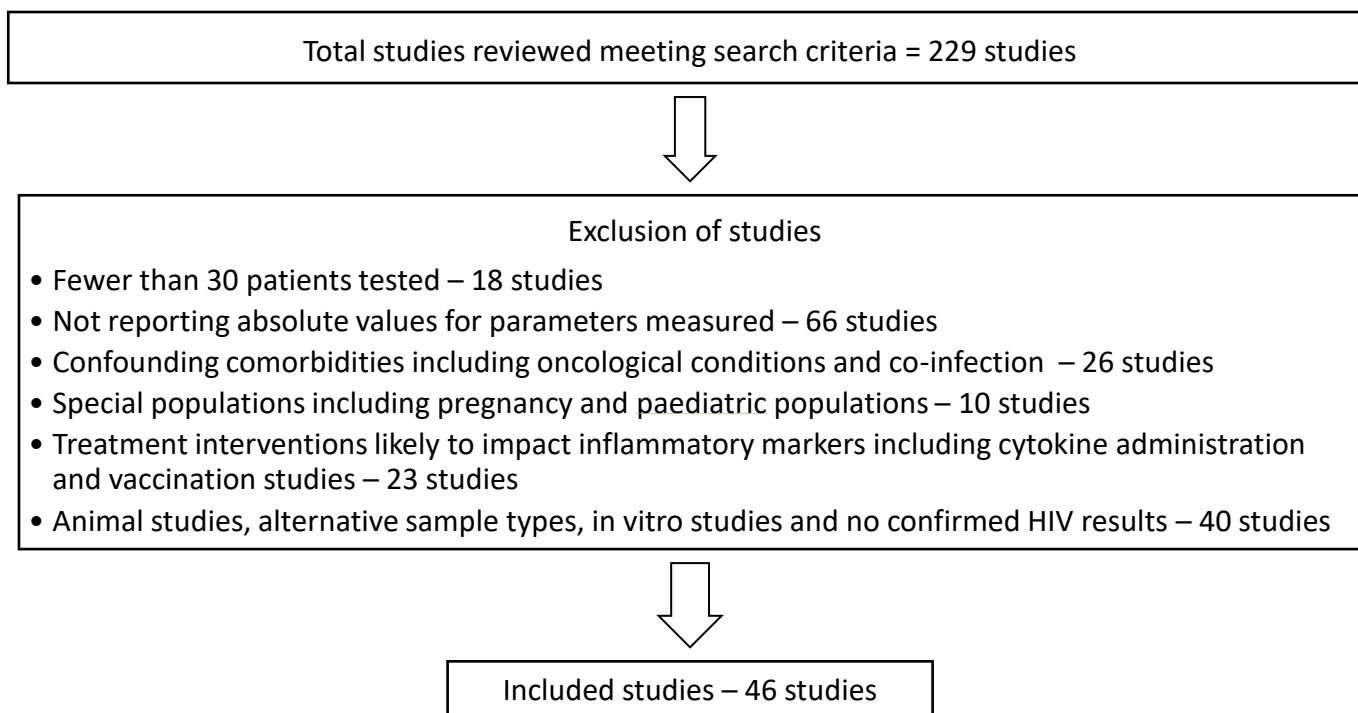 Total studies reviewed meeting search criteria = 229 studies
Exclusion of studies
• Fewer than 30 patients tested – 18 studies
• Not reporting absolute values for parameters measured – 66 studies
• Confounding comorbidities including oncological conditions and co-infection – 26 studies
• Special populations including pregnancy and paediatric populations – 10 studies
• Treatment interventions likely to impact inflammatory markers including cytokine administration
and vaccination studies – 23 studies
• Animal studies, alternative sample types, in vitro studies and no confirmed HIV results – 40 studies
Included studies – 46 studies